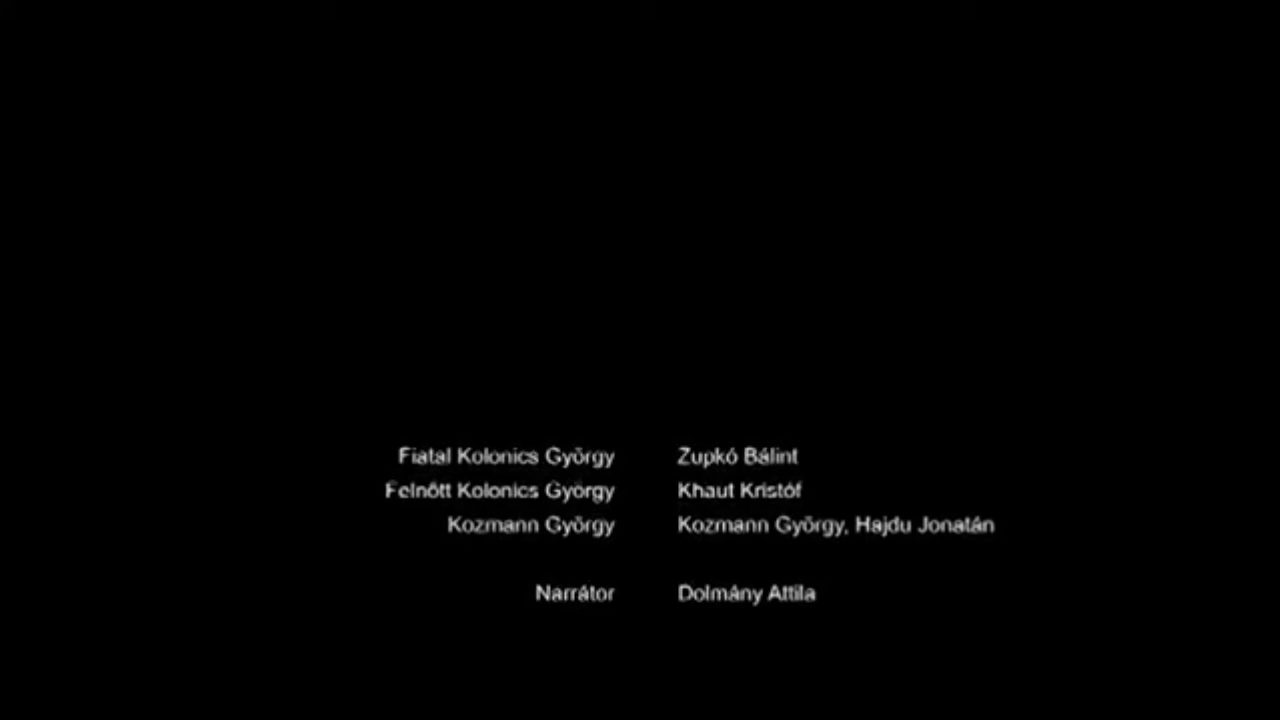 Fiatal Kolonics György Zupkó Bálint
Felnőtt Kolonics György Khaut Kristóf
Kozmann György Kozmann György, Hajdu Jonatán
Narrátor Dolmány Attila